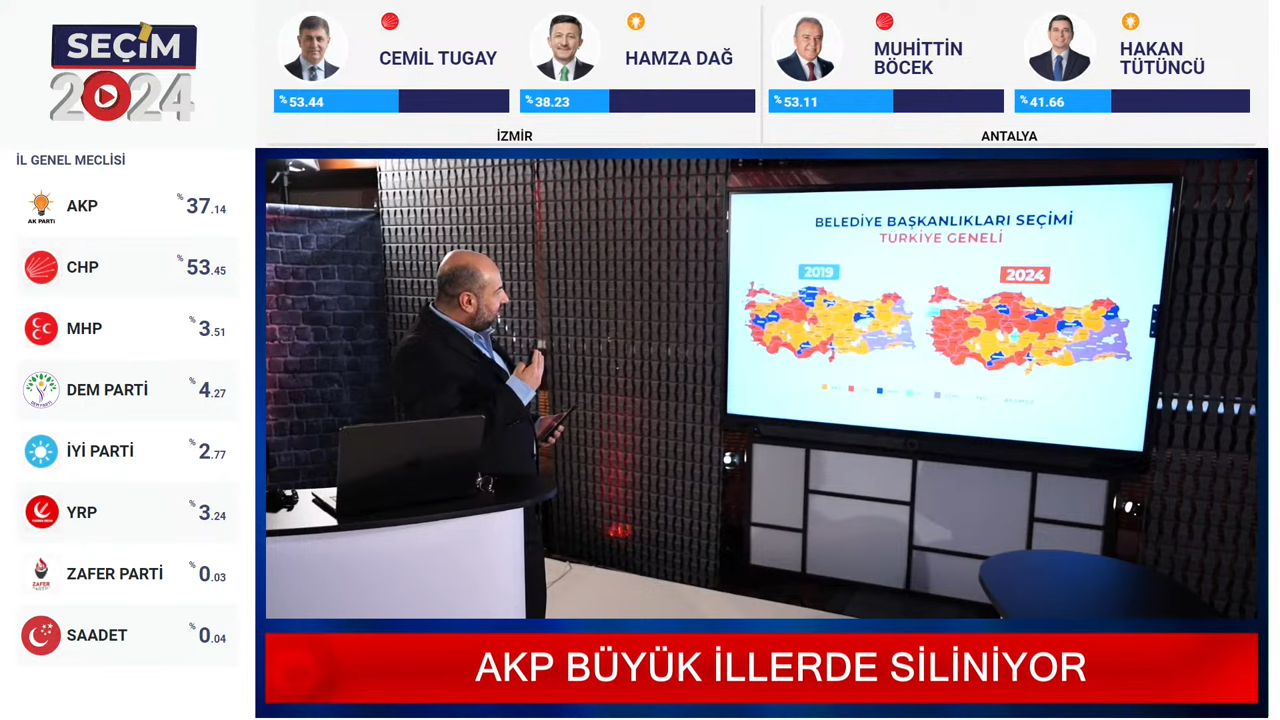 SEÇİM
2024
CEMİL TUGAY
%53.44
HAMZA DAĞ
%38.23
İZMİR
MUHİTTİN
BÖCEK
%53.11
HAKAN
TÜTÜNCÜ
%41.66
ANTALYA
İL GENEL MECLİSİ
AK PARTİ
AKP
%37.14
CHP
%53.45
MHP
%3.51
DEM PARTİ
%4.27
İYİ PARTİ
%2.77
YRP
%3.24
ZAFER
ZAFER PARTİ
%0.03
SAADET
%0.04
BELEDİYE BAŞKANLIKLARI SEÇİMİ
TÜRKİYE GENELİ
2019
2024
AKP BÜYÜK İLLERDE SİLİNİYOR